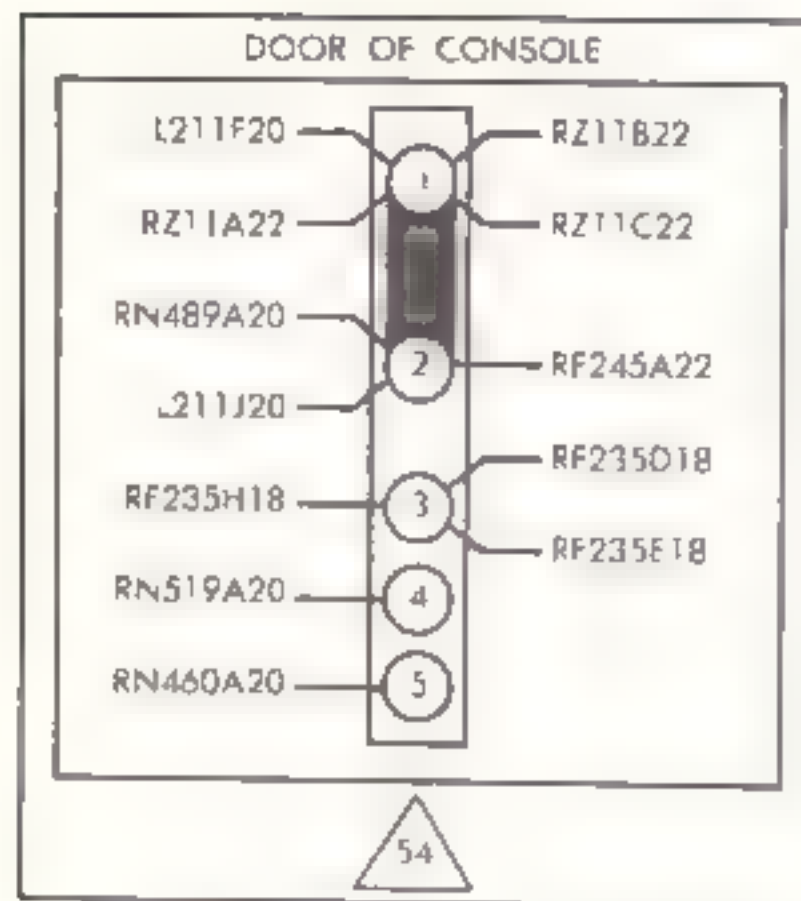 DOOR OF CONSOLE
L211F20
RZ11B22
1
RZ11A22
RZ11C22
RN489A20
2
RF245A22
L211J20
RF235D18
RF235H18
3
RF235E18
RN519A20
4
RN460A20
5
54